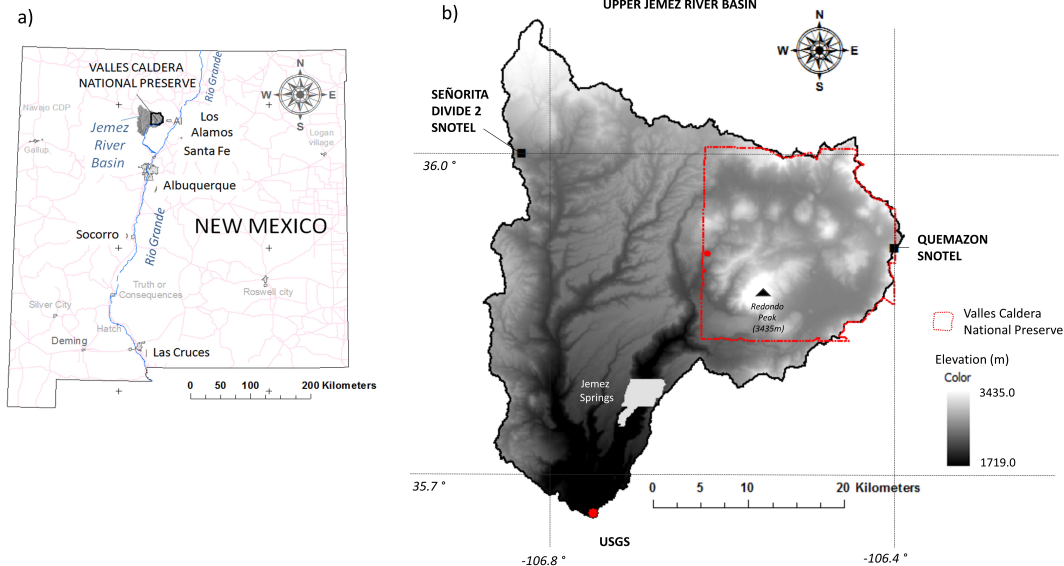 a)
VALLES CALDERA
NATIONAL PRESERVE
Rio Grande
N
W
E
S
Navajo CDP
Gallup
Jemez
River
Basin
Los
Alamos
Santa Fe
Logan
village
Albuquerque
NEW MEXICO
Socorro
Rio Grande
Truth or
Consequences
Roswell city
Silver City
Hatch
Deming
Las Cruces
0 50 100 200 Kilometers
b)
UPPER JEMEZ RIVER BASIN
N
W
E
S
SEÑORITA
DIVIDE 2
SNOTEL
36.0 °
QUEMAZON
SNOTEL
Redondo
Peak
(3435m)
Valles Caldera
National Preserve
Elevation (m)
Color
3435.0
1719.0
Jemez
Springs
35.7 °
0 5 10 20 Kilometers
USGS
-106.8 °
-106.4 °